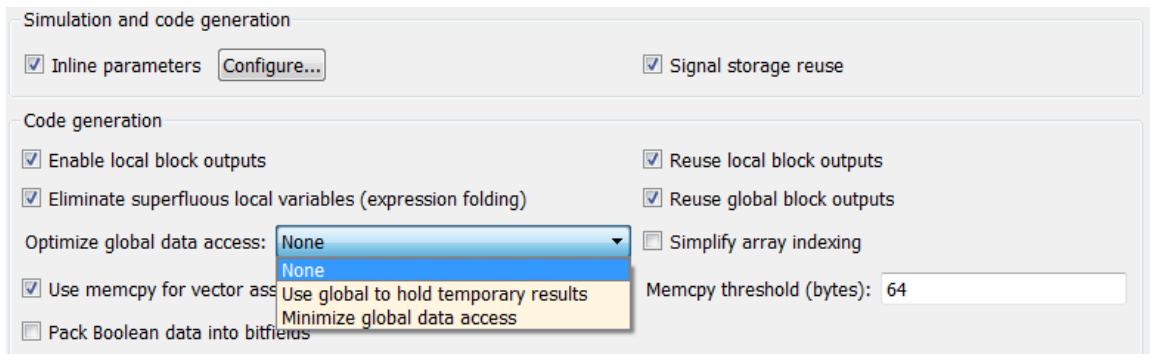 Simulation and code generation
Inline parameters Configure... Signal storage reuse
Code generation
Enable local block outputs Reuse local block outputs
Eliminate superfluous local variables (expression folding) Reuse global block outputs
Optimize global data access: None Simplify array indexing
None
Use memcpy for vector ass Use global to hold temporary results Memcpy threshold (bytes): 64
Minimize global data access
Pack Boolean data into bitfields